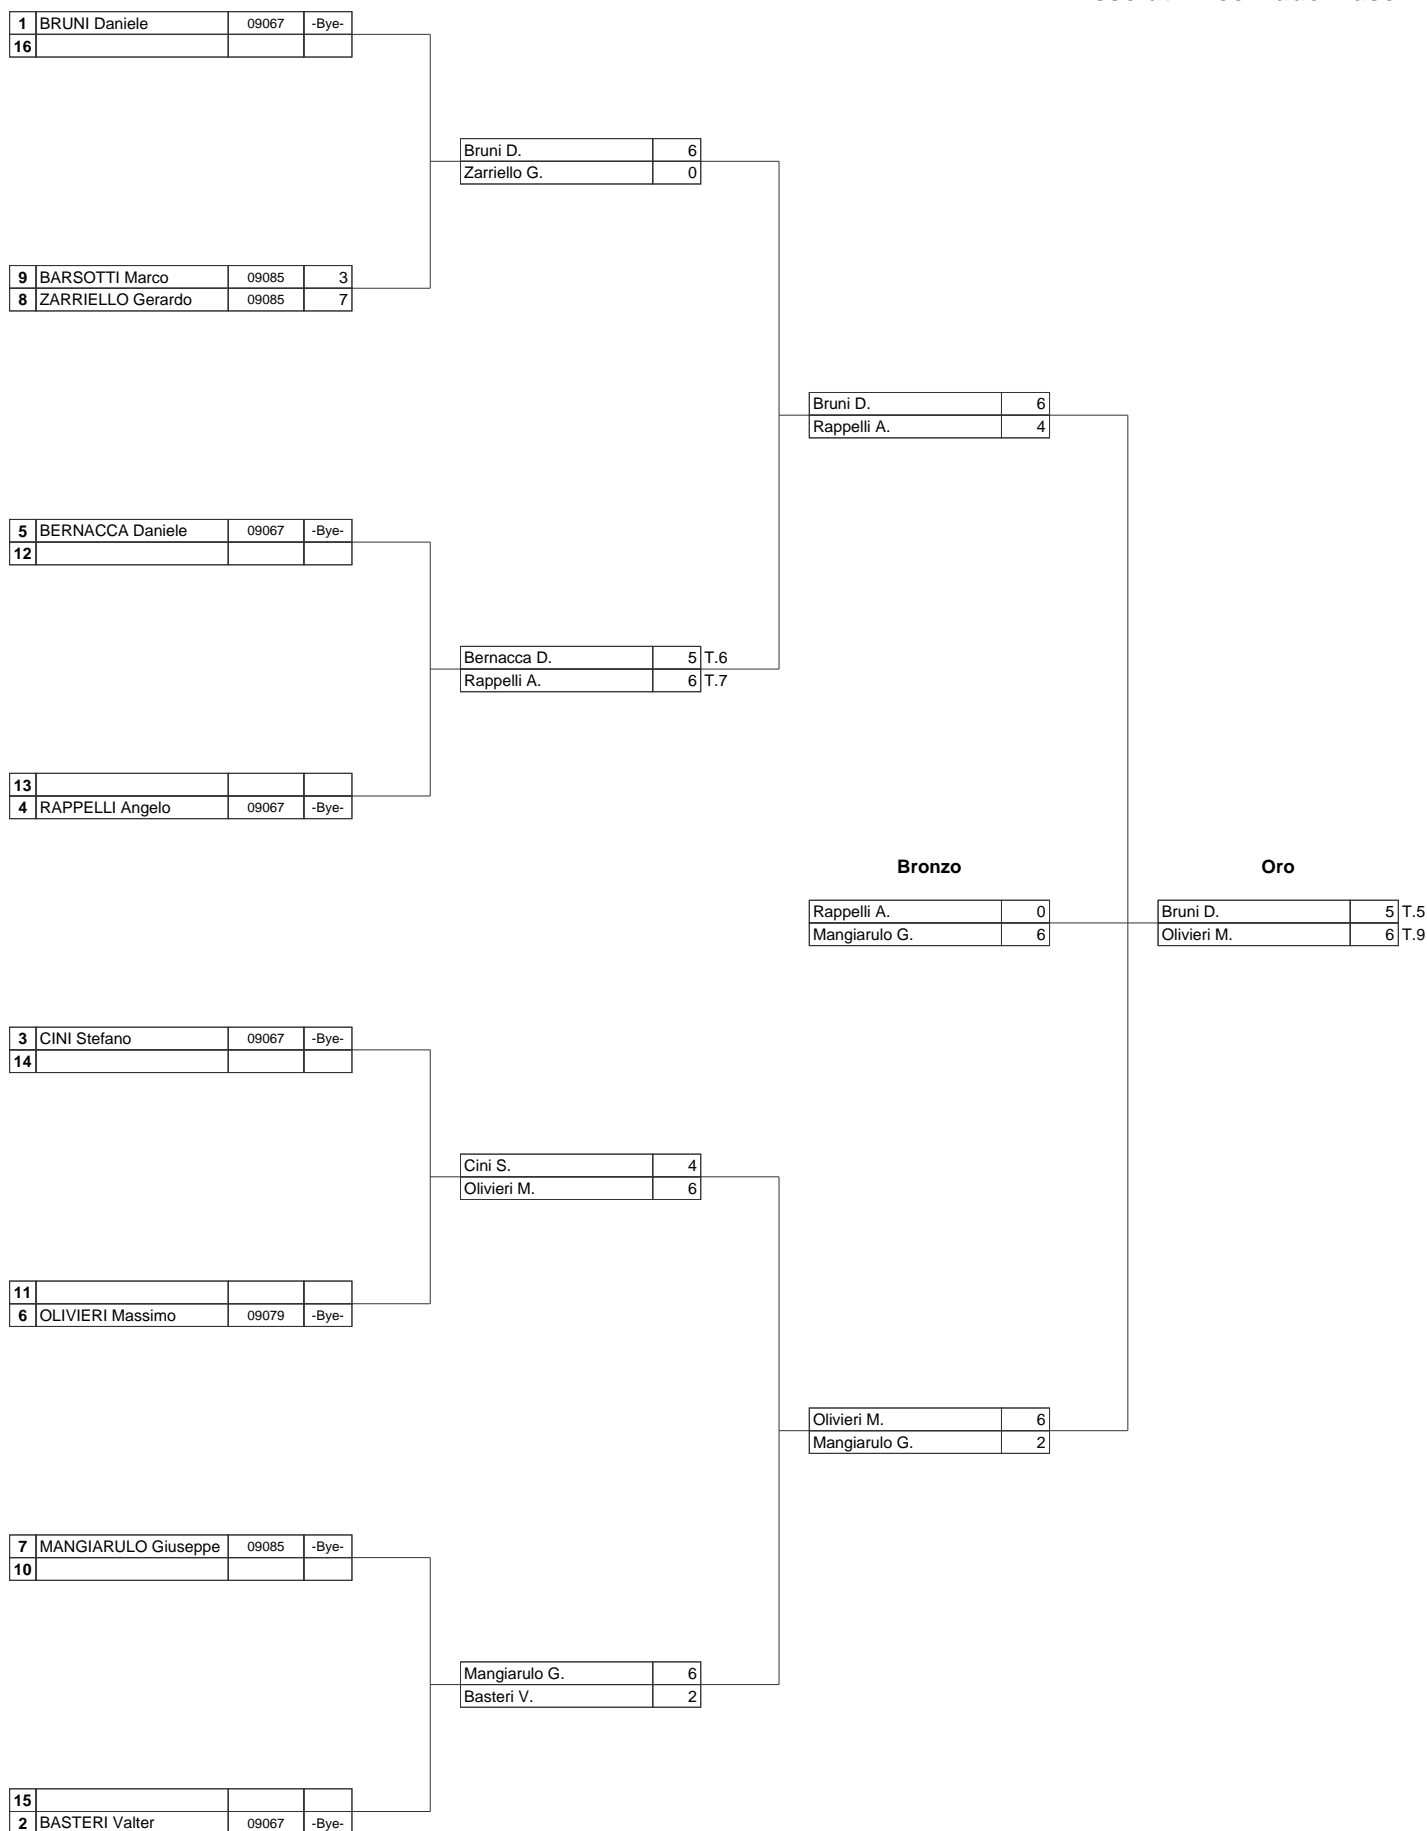 1 BRUNI Daniele 09067 -Bye-
16
Bruni D. 6
Zarriello G. 0
9 BARSOTTI Marco 09085 3
8 ZARRIELLO Gerardo 09085 7
Bruni D. 6
Rappelli A. 4
5 BERNACCA Daniele 09067 -Bye-
12
Bernacca D. 5 T.6
Rappelli A. 6 T.7
13
4 RAPPELLI Angelo 09067 -Bye-
Bronzo Oro
Rappelli A. 0 Bruni D. 5 T.5
Mangiarulo G. 6 Olivieri M. 6 T.9
3 CINI Stefano 09067 -Bye-
14
Cini S. 4
Olivieri M. 6
11
6 OLIVIERI Massimo 09079 -Bye-
Olivieri M. 6
Mangiarulo G. 2
7 MANGIARULO Giuseppe 09085 -Bye-
10
Mangiarulo G. 6
Basteri V. 2
15
2 BASTERI Valter 09067 -Bye-